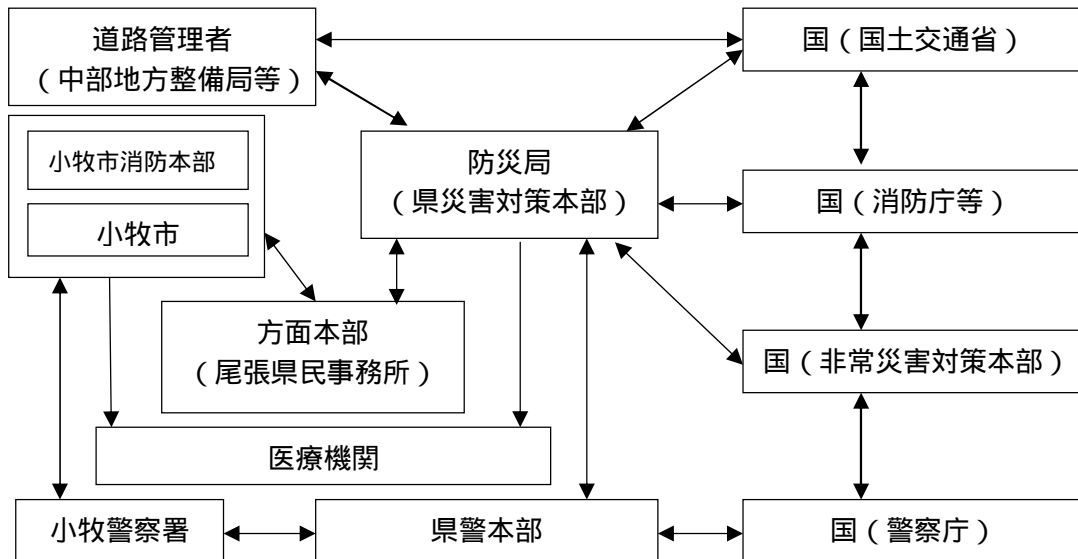 道路管理者
（中部地方整備局等）
国（国土交通省）
小牧市消防本部
小牧市
防災局
（県災害対策本部）
国（消防庁等）
方面本部
（尾張県民事務所）
国（非常災害対策本部）
医療機関
小牧警察署
県警本部
国（警察庁）